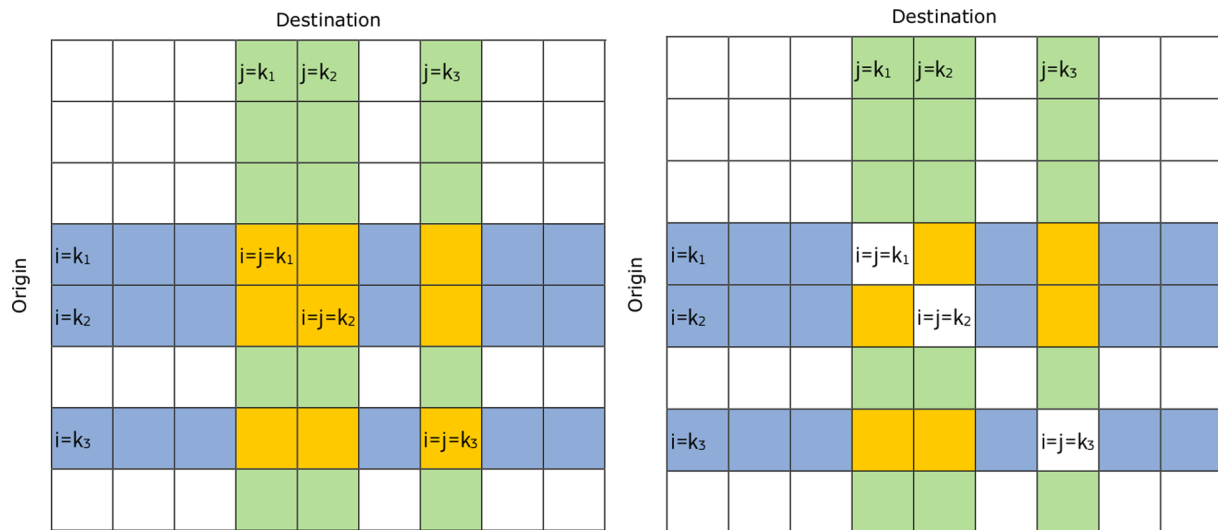 Destination
j=k₁ j=k₂ j=k₃
Origin
i=k₁ i=j=k₁
i=k₂ i=j=k₂
i=k₃ i=j=k₃
Destination
j=k₁ j=k₂ j=k₃
Origin
i=k₁ i=j=k₁
i=k₂ i=j=k₂
i=k₃ i=j=k₃